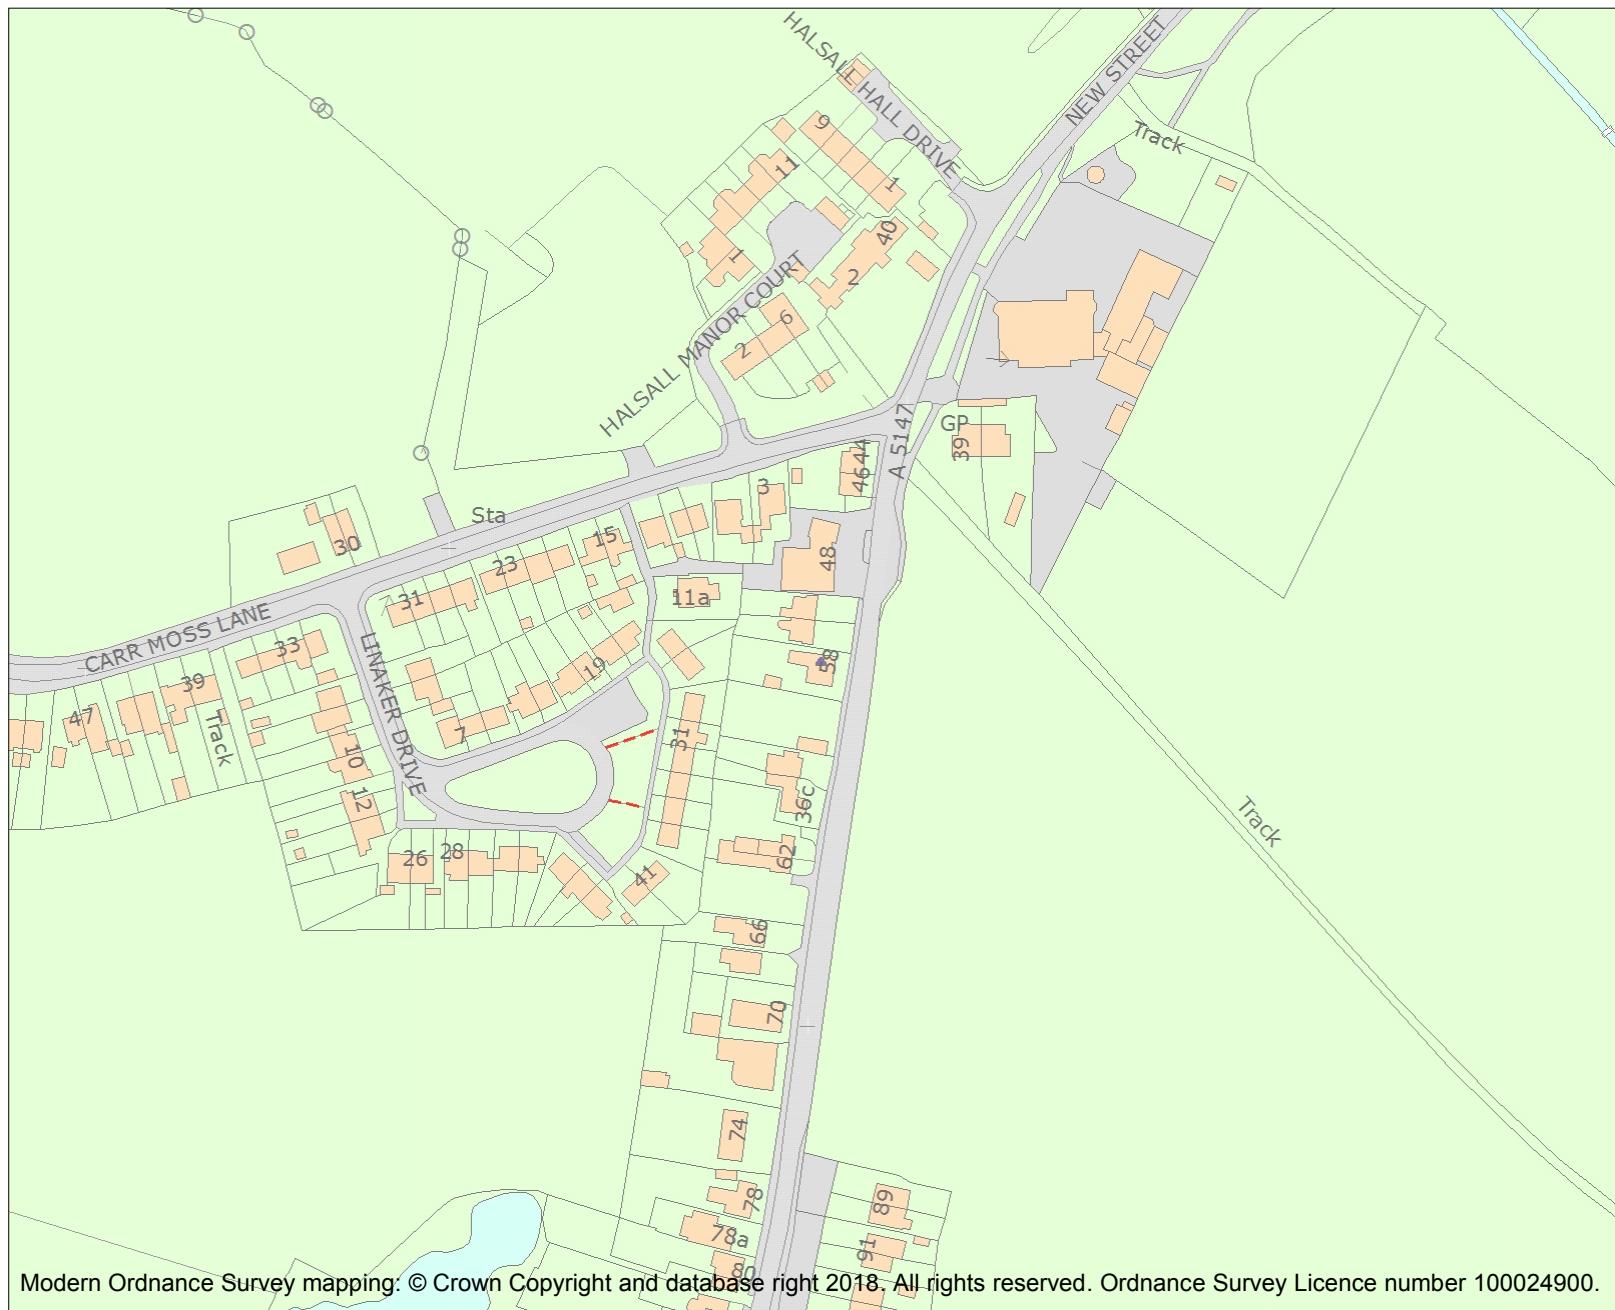 HALSALL HALL DRIVE
NEW STREET
Track
9
11
1
1
40
2
HALSALL MANOR COURT
6
2
A 5147
GP
39
44
46
3
Sta
15
30
23
48
31
11a
CARR MOSS LANE
LINAKER DRIVE
33
19
58
39
47
Track
7
31
10
12
36c
Track
62
26
28
41
66
70
74
78
89
78a
91
80
Modern Ordnance Survey mapping: © Crown Copyright and database right 2018. All rights reserved. Ordnance Survey Licence number 100024900.